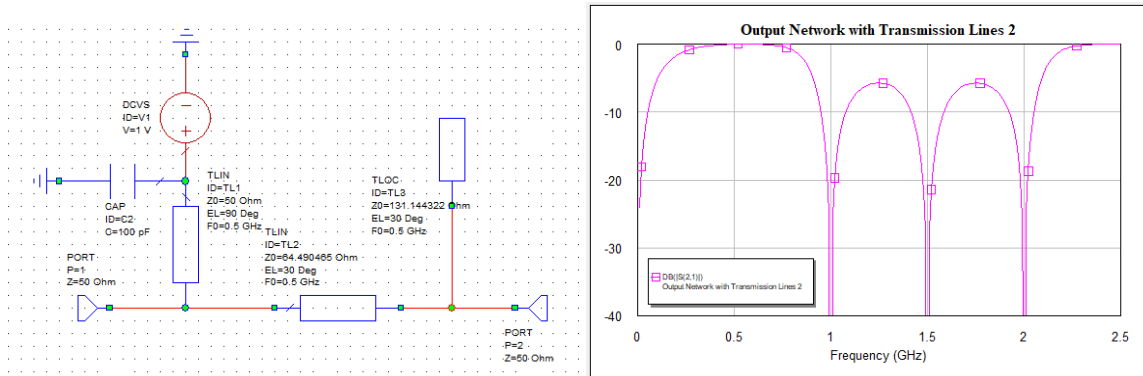 DCVS
ID=V1
V=1 V
CAP
ID=C2
C=100 pF
TLIN
ID=TL1
Z0=50 Ohm
EL=90 Deg
F0=0.5 GHz
TLOC
ID=TL3
Z0=131.144322 Ohm
EL=30 Deg
F0=0.5 GHz
TLIN
ID=TL2
Z0=64.490465 Ohm
EL=30 Deg
F0=0.5 GHz
PORT
P=1
Z=50 Ohm
PORT
P=2
Z=50 Ohm
Output Network with Transmission Lines 2
0
-10
-20
-30
-40
DB(|S(2,1)|)
Output Network with Transmission Lines 2
0 0.5 1 1.5 2 2.5
Frequency (GHz)